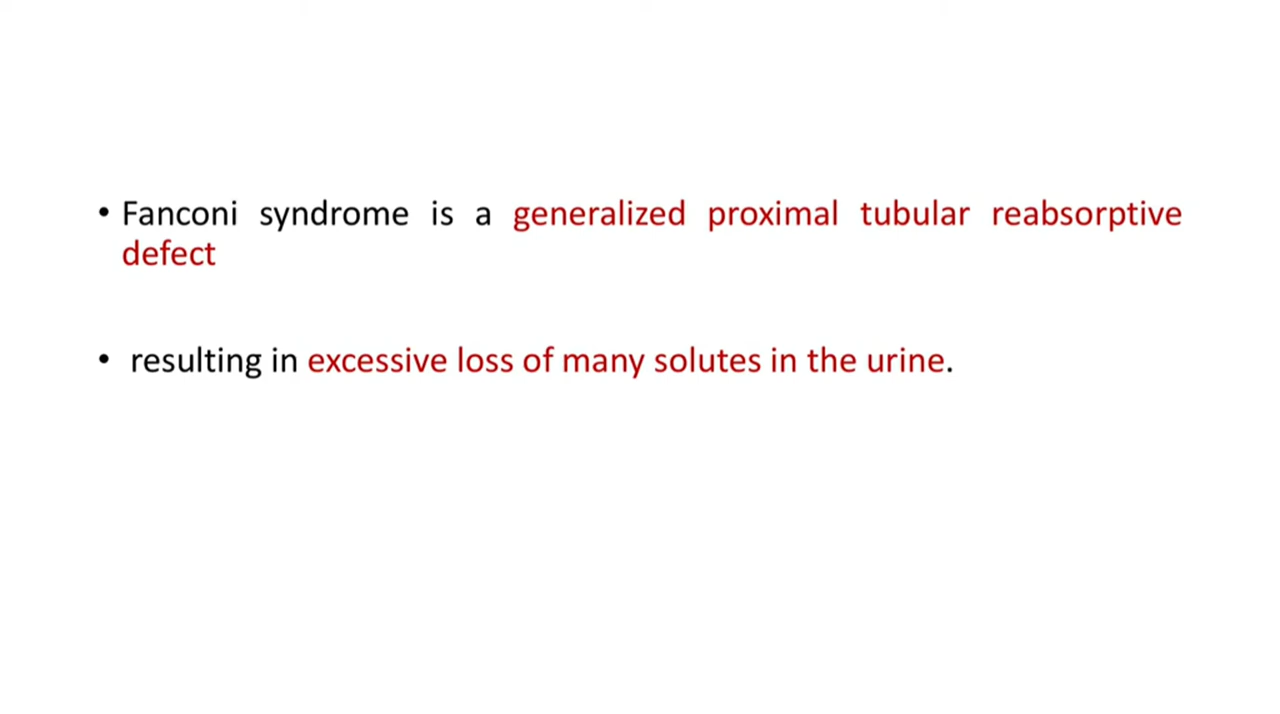 • Fanconi syndrome is a generalized proximal tubular reabsorptive
defect
• resulting in excessive loss of many solutes in the urine.